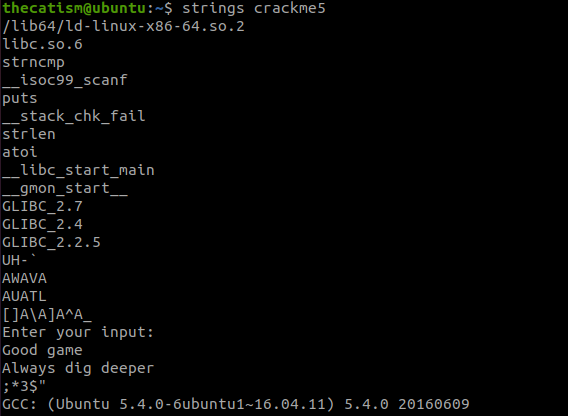 thecatism@ubuntu:~$ strings crackme5
/lib64/ld-linux-x86-64.so.2
libc.so.6
strncmp
__isoc99_scanf
puts
__stack_chk_fail
strlen
atoi
__libc_start_main
__gmon_start__
GLIBC_2.7
GLIBC_2.4
GLIBC_2.2.5
UH-`
AWAVA
AUATL
[]A\A]A^A_
Enter your input:
Good game
Always dig deeper
;*3$"
GCC: (Ubuntu 5.4.0-6ubuntu1~16.04.11) 5.4.0 20160609